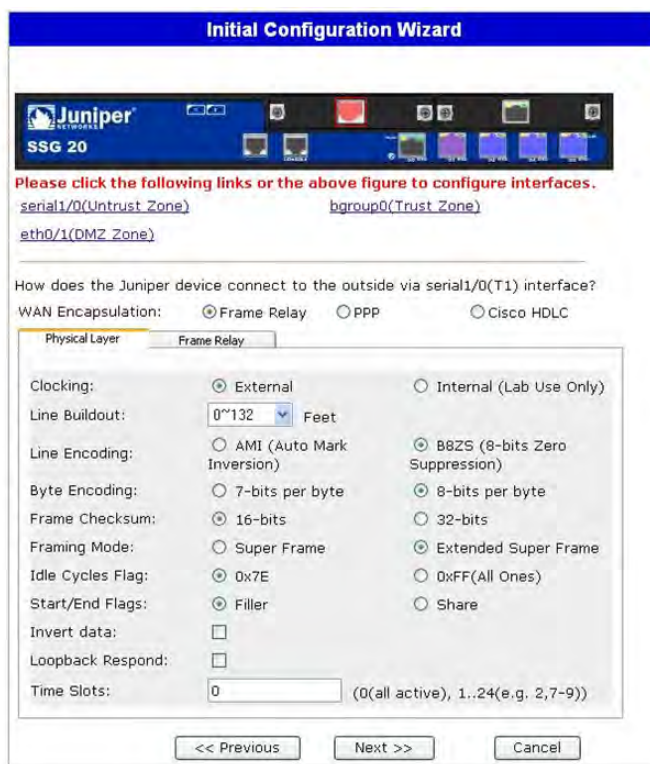 Initial Configuration Wizard
Juniper
NETWORKS
SSG 20
Please click the following links or the above figure to configure interfaces.
serial1/0(Untrust Zone) bgroup0(Trust Zone)
eth0/1(DMZ Zone)
How does the Juniper device connect to the outside via serial1/0(T1) interface?
WAN Encapsulation: Frame Relay PPP Cisco HDLC
Physical Layer Frame Relay
Clocking: External Internal (Lab Use Only)
Line Buildout: 0~132 Feet
Line Encoding: AMI (Auto Mark Inversion) B8ZS (8-bits Zero Suppression)
Byte Encoding: 7-bits per byte 8-bits per byte
Frame Checksum: 16-bits 32-bits
Framing Mode: Super Frame Extended Super Frame
Idle Cycles Flag: 0x7E 0xFF(All Ones)
Start/End Flags: Filler Share
Invert data:
Loopback Respond:
Time Slots: 0 (0(all active), 1..24(e.g. 2,7-9))
<< Previous Next >> Cancel